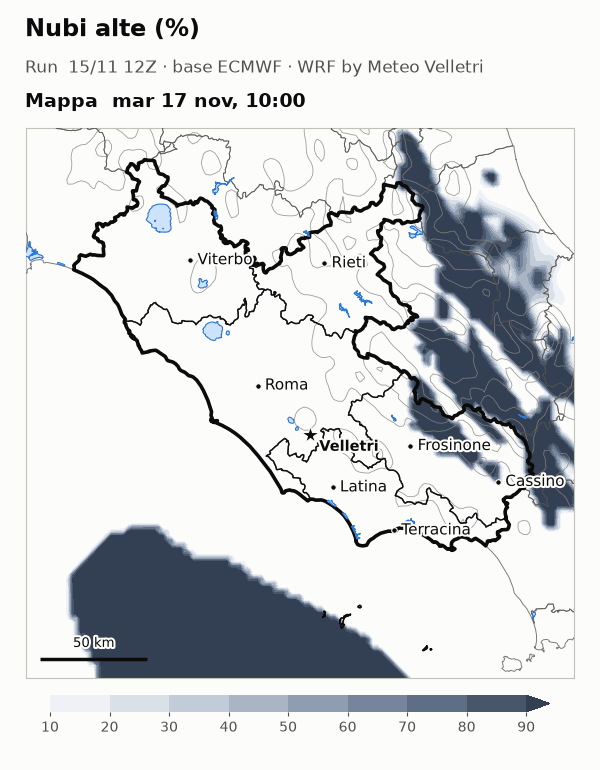 Nubi alte (%)
Run  15/11 12Z · base ECMWF · WRF by Meteo Velletri
Mappa  mar 17 nov, 10:00
Viterbo
Rieti
Roma
Velletri
Frosinone
Cassino
Latina
Terracina
50 km
10 20 30 40 50 60 70 80 90